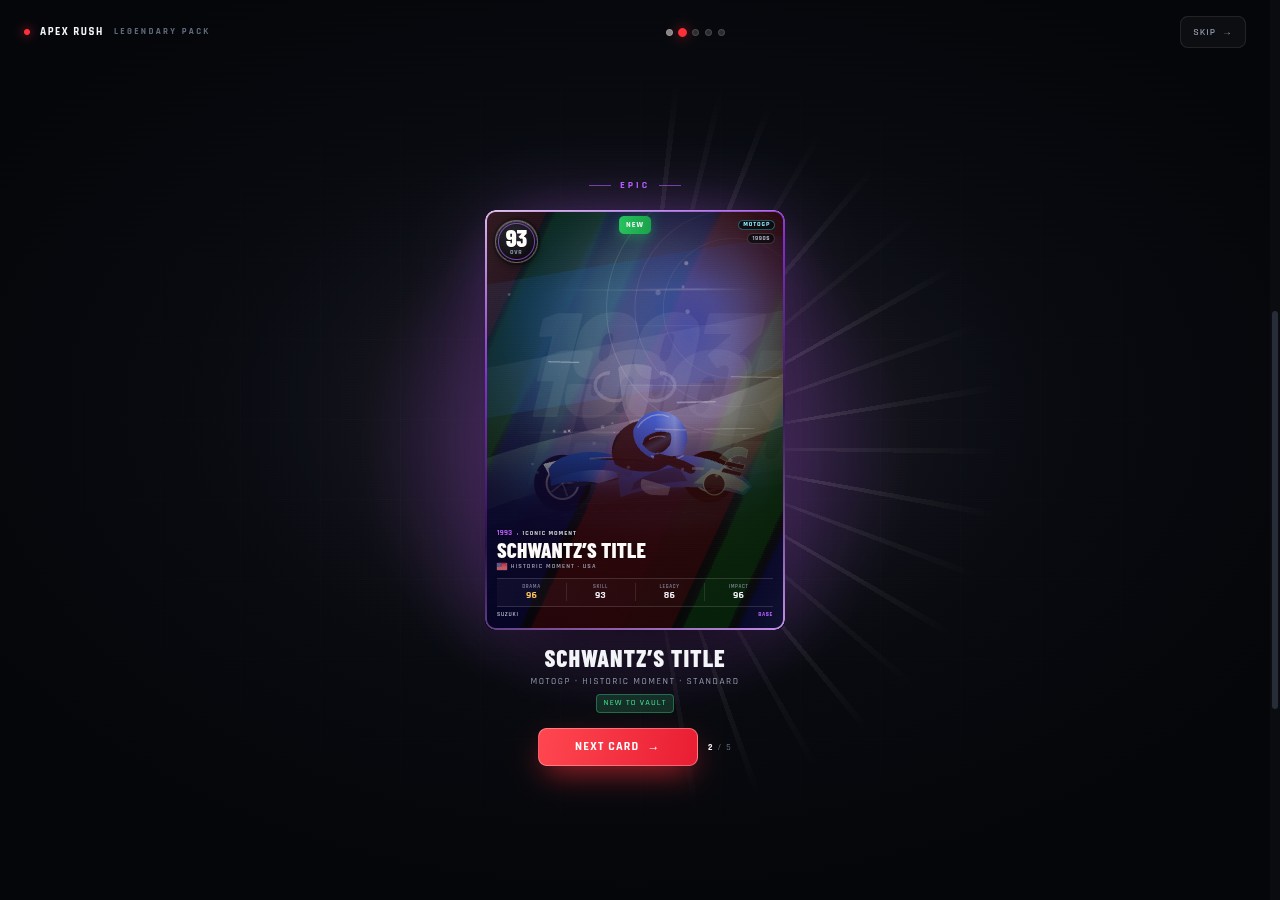 APEX RUSH LEGENDARY PACK
SKIP →
EPIC
93
OVR
NEW
MOTOGP
1990S
1993
1993 • ICONIC MOMENT
SCHWANTZ'S TITLE
HISTORIC MOMENT · USA
DRAMA SKILL LEGACY IMPACT
96 93 86 96
SUZUKI BASE
SCHWANTZ'S TITLE
MOTOGP · HISTORIC MOMENT · STANDARD
NEW TO VAULT
NEXT CARD → 2 / 5